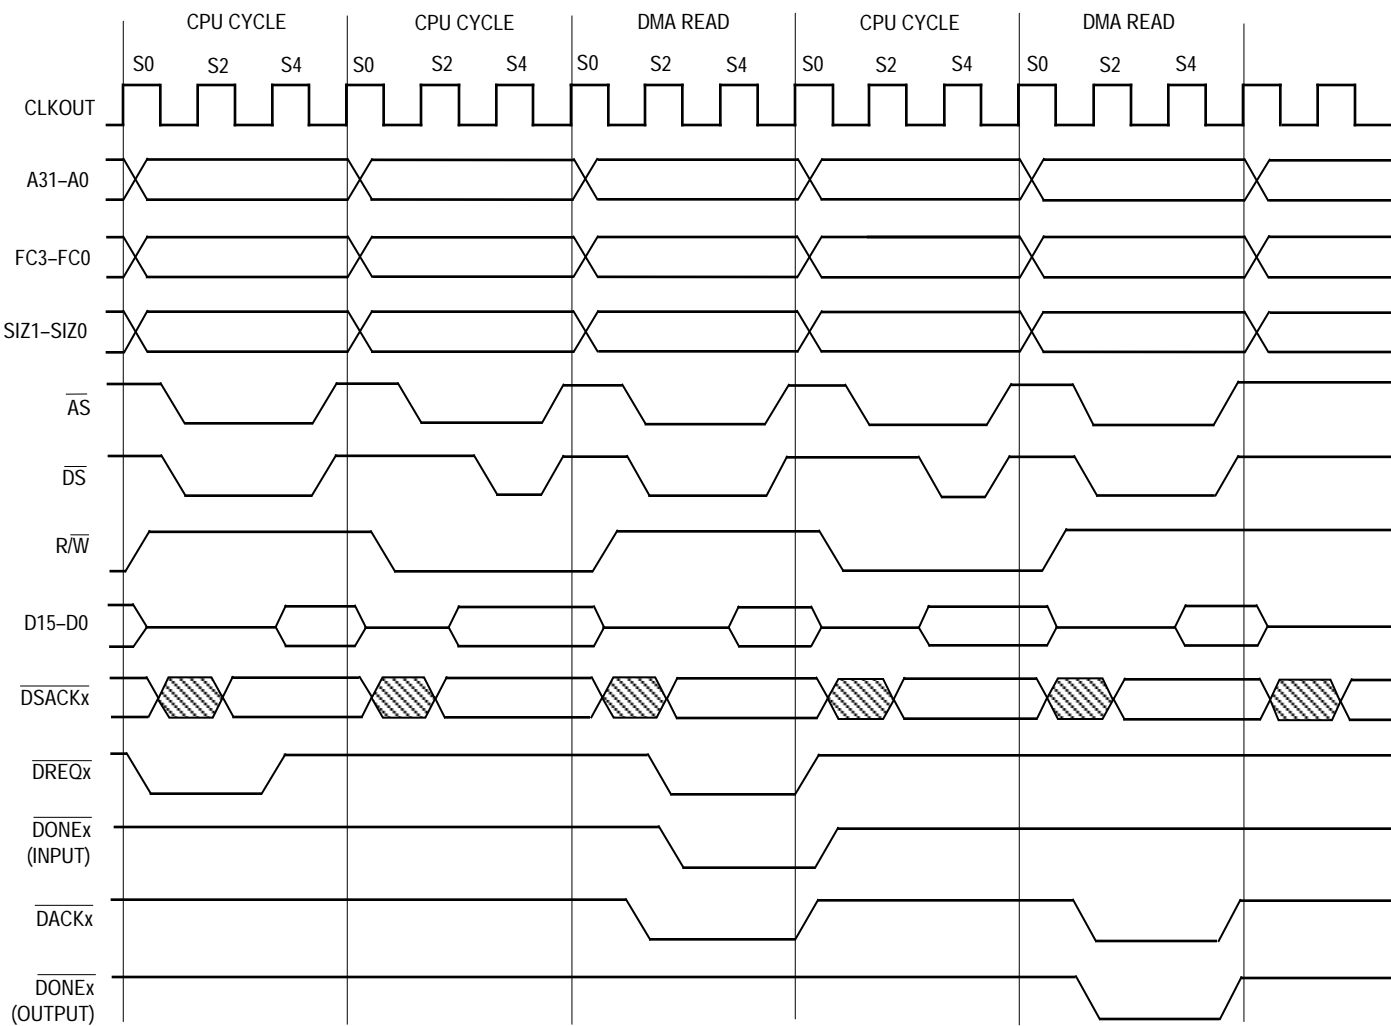 CPU CYCLE CPU CYCLE DMA READ CPU CYCLE DMA READ
S0 S2 S4 S0 S2 S4 S0 S2 S4 S0 S2 S4 S0 S2 S4
CLKOUT
A31–A0
FC3–FC0
SIZ1–SIZ0
AS
DS
R/W
D15–D0
DSACKx
DREQx
DONEx
(INPUT)
DACKx
DONEx
(OUTPUT)